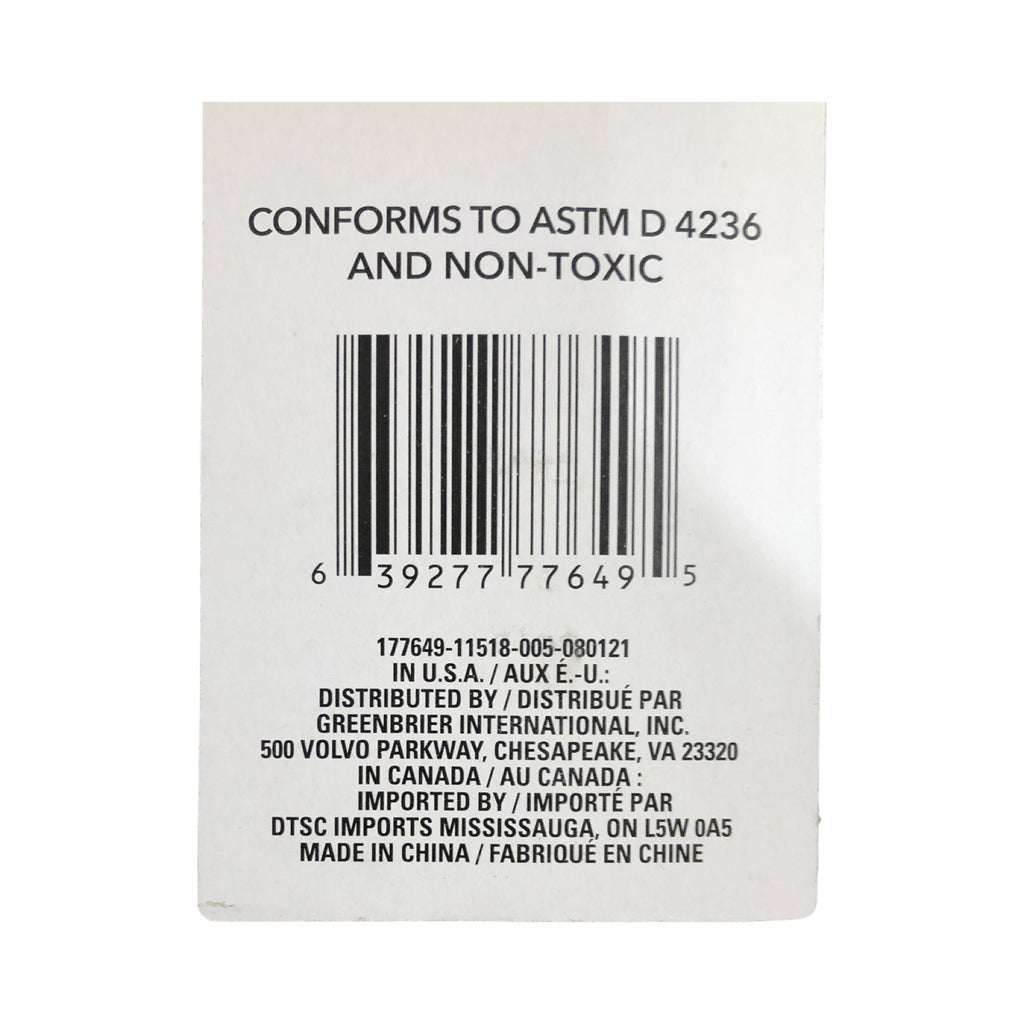 CONFORMS TO ASTM D 4236
AND NON-TOXIC
6 39277 77649 5
177649-11518-005-080121
IN U.S.A. / AUX É.-U.:
DISTRIBUTED BY / DISTRIBUÉ PAR
GREENBRIER INTERNATIONAL, INC.
500 VOLVO PARKWAY, CHESAPEAKE, VA 23320
IN CANADA / AU CANADA :
IMPORTED BY / IMPORTÉ PAR
DTSC IMPORTS MISSISSAUGA, ON L5W 0A5
MADE IN CHINA / FABRIQUÉ EN CHINE